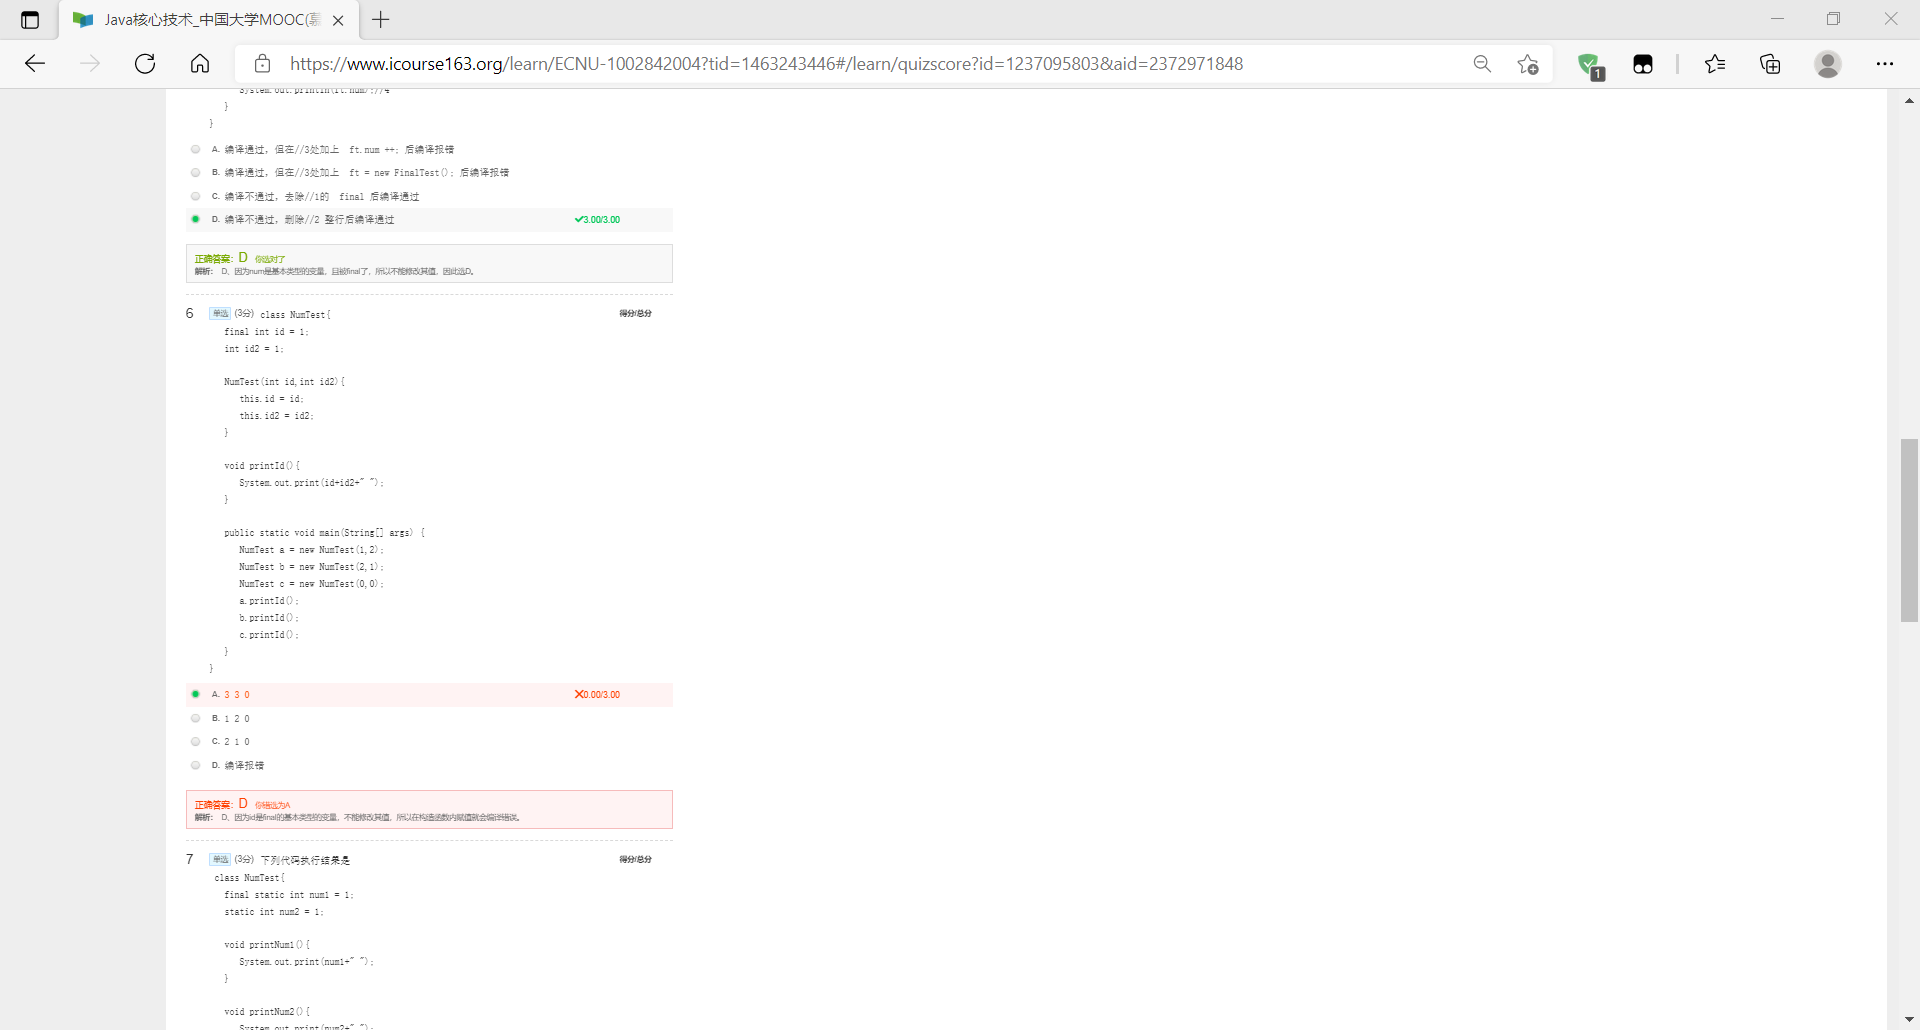 Java核心技术_中国大学MOOC(慕
https://www.icourse163.org/learn/ECNU-1002842004?tid=1463243446#/learn/quizscore?id=1237095803&aid=2372971848
1
System.out.println(ft.num);//4
}
}
A. 编译通过，但在//3处加上 ft.num ++; 后编译报错
B. 编译通过，但在//3处加上 ft = new FinalTest(); 后编译报错
C. 编译不通过，去除//1的 final 后编译通过
D. 编译不通过，删除//2 整行后编译通过 3.00/3.00
正确答案：D 你选对了
解析： D、因为num是基本类型的变量，且被final了，所以不能修改其值，因此选D。
6 单选 (3分) class NumTest{ 得分/总分
final int id = 1;
int id2 = 1;
NumTest(int id,int id2){
this.id = id;
this.id2 = id2;
}
void printId(){
System.out.print(id+id2+" ");
}
public static void main(String[] args) {
NumTest a = new NumTest(1,2);
NumTest b = new NumTest(2,1);
NumTest c = new NumTest(0,0);
a.printId();
b.printId();
c.printId();
}
}
A. 3 3 0 0.00/3.00
B. 1 2 0
C. 2 1 0
D. 编译报错
正确答案：D 你错选为A
解析： D、因为id是final的基本类型的变量，不能修改其值，所以在构造函数内赋值就会编译错误。
7 单选 (3分) 下列代码执行结果是 得分/总分
class NumTest{
final static int num1 = 1;
static int num2 = 1;
void printNum1(){
System.out.print(num1+" ");
}
void printNum2(){
System.out.print(num2+" ");